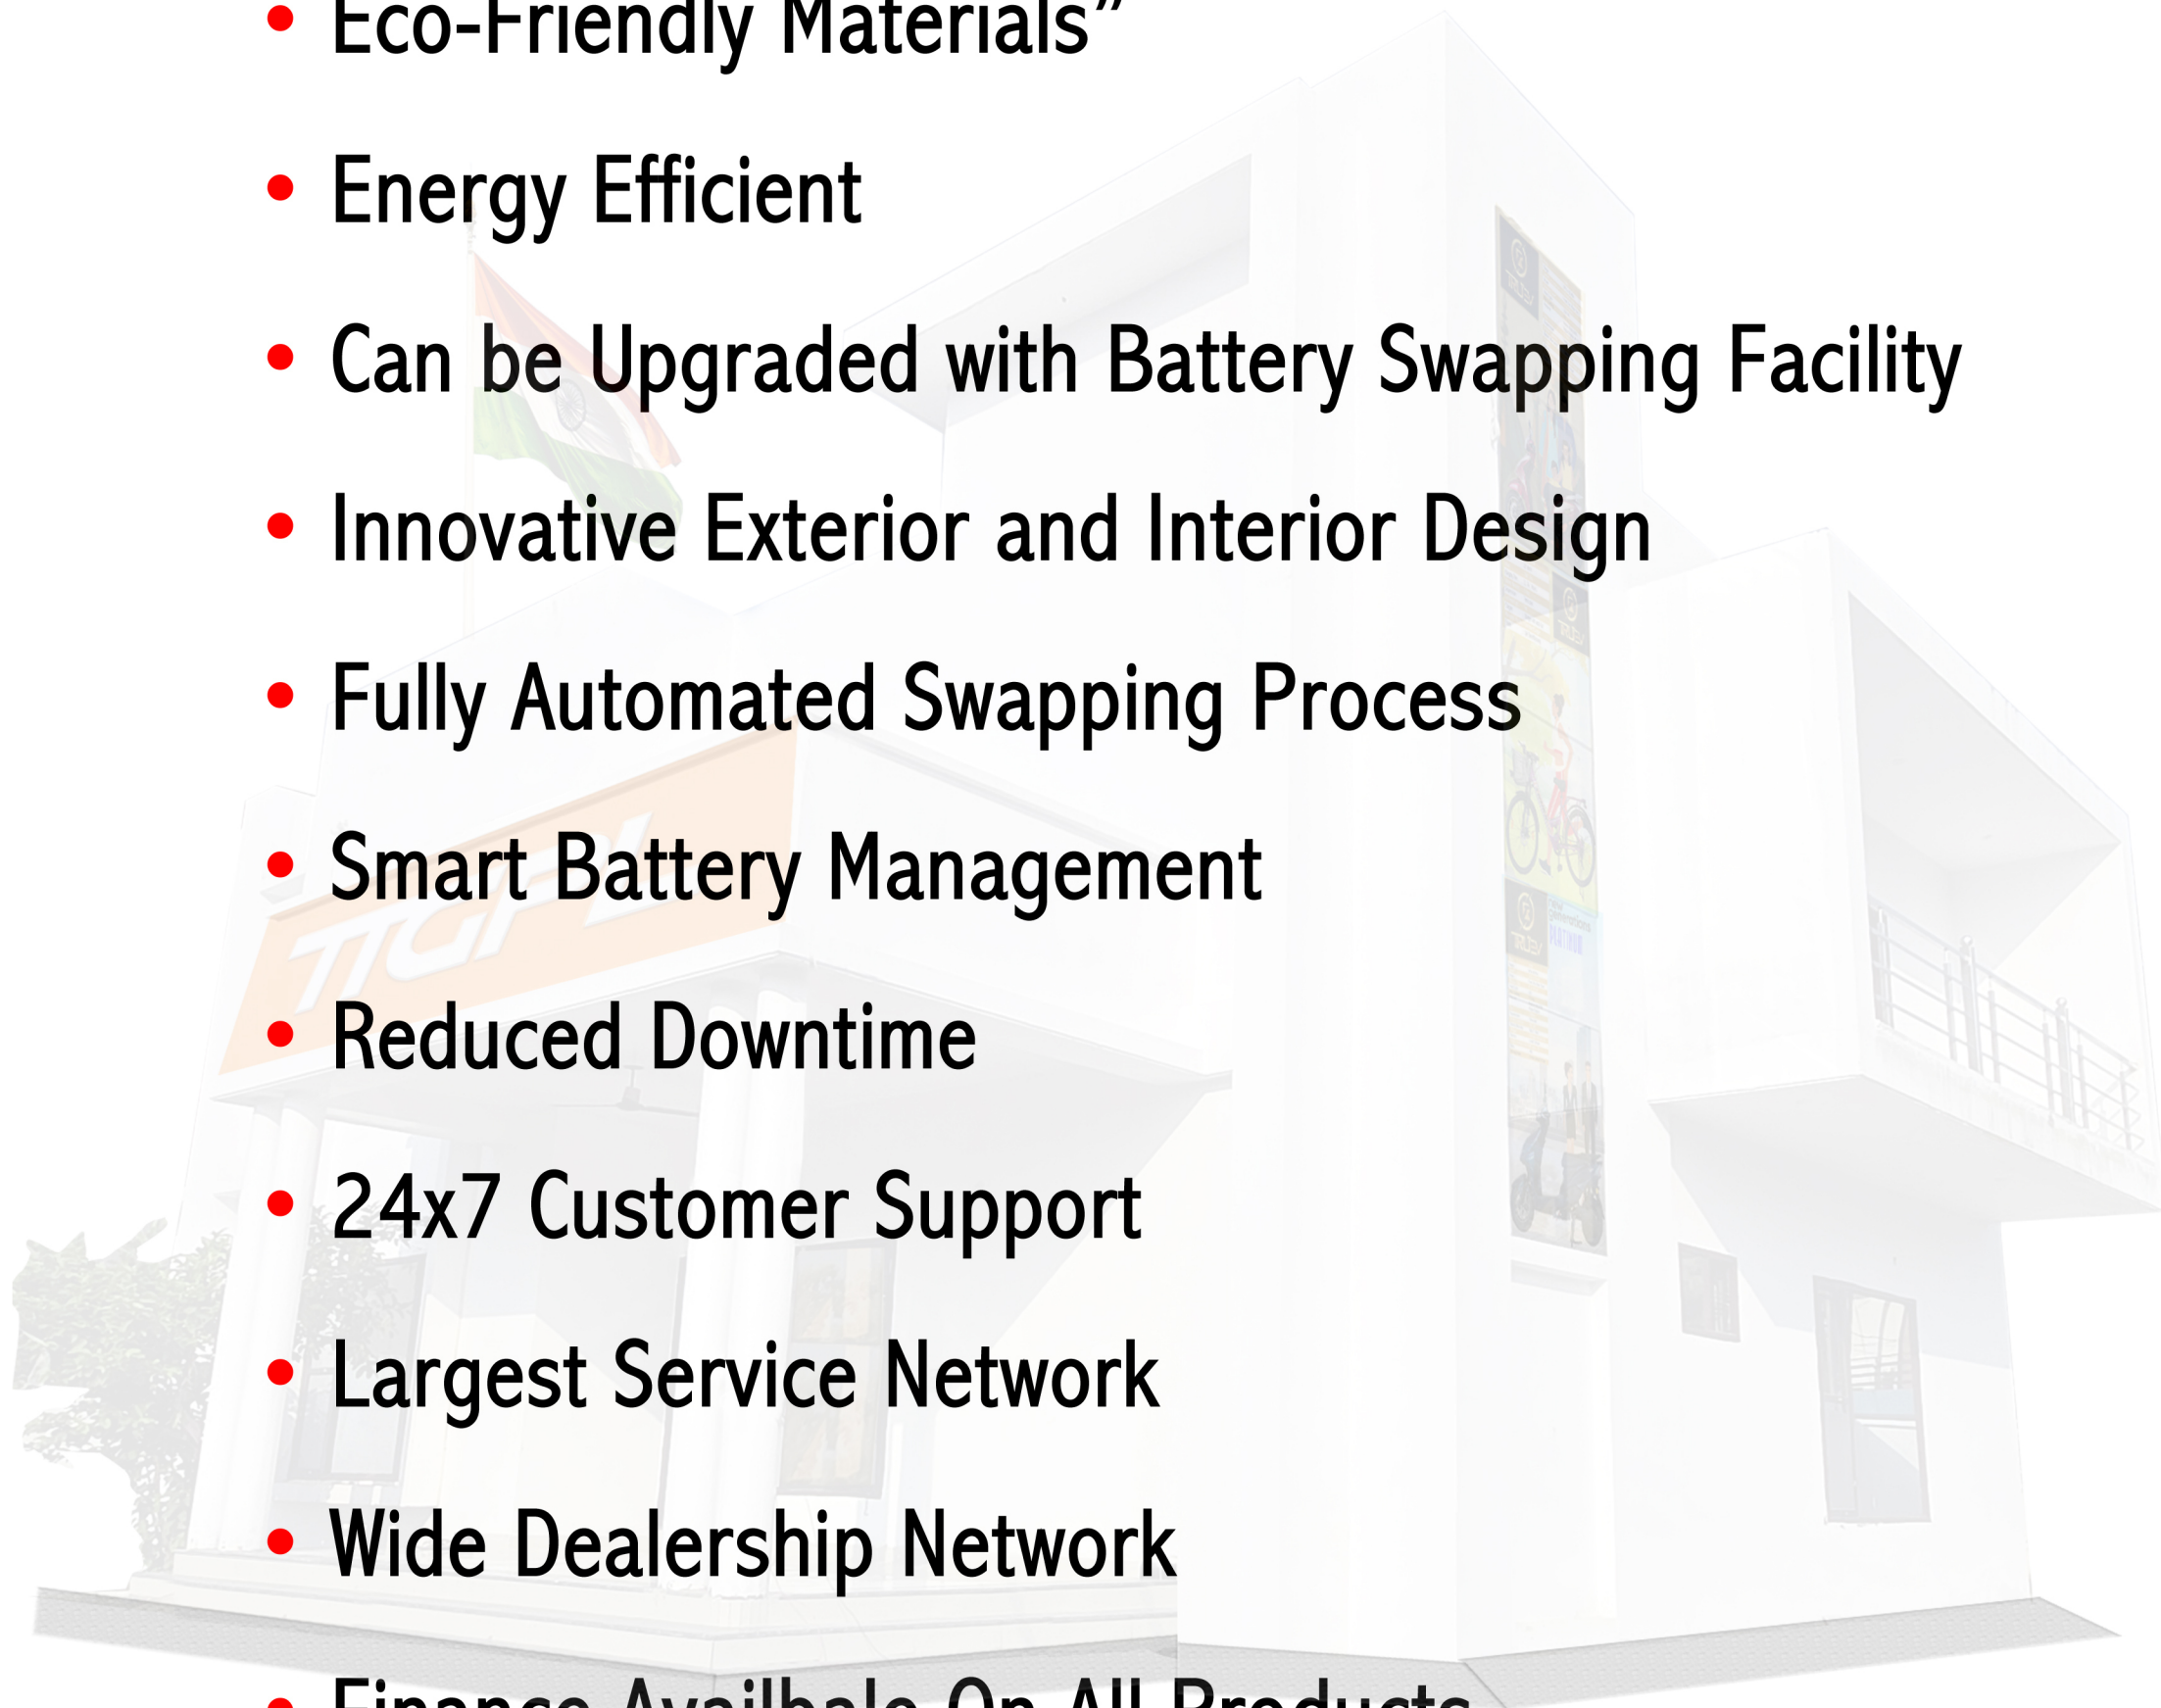 • Eco-Friendly Materials”
• Energy Efficient
• Can be Upgraded with Battery Swapping Facility
• Innovative Exterior and Interior Design
• Fully Automated Swapping Process
• Smart Battery Management
TTGPL
• Reduced Downtime
• 24x7 Customer Support
• Largest Service Network
• Wide Dealership Network
• Finance Availbale On All Products